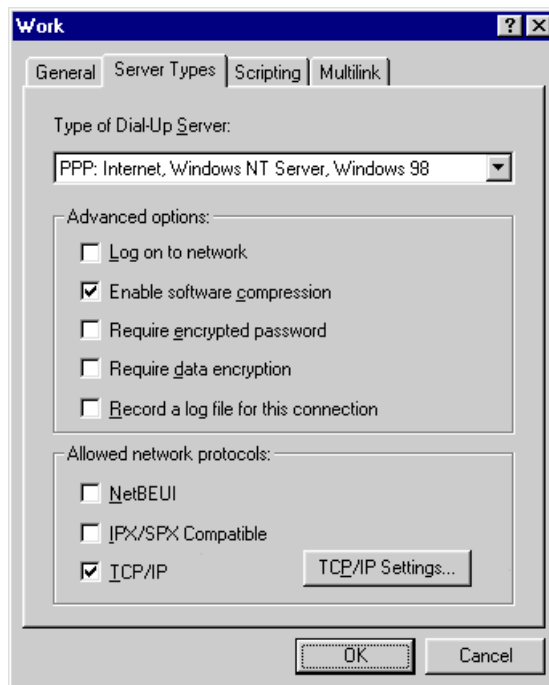 Work
General Server Types Scripting Multilink
Type of Dial-Up Server:
PPP: Internet, Windows NT Server, Windows 98
Advanced options:
Log on to network
Enable software compression
Require encrypted password
Require data encryption
Record a log file for this connection
Allowed network protocols:
NetBEUI
IPX/SPX Compatible
TCP/IP TCP/IP Settings...
OK Cancel